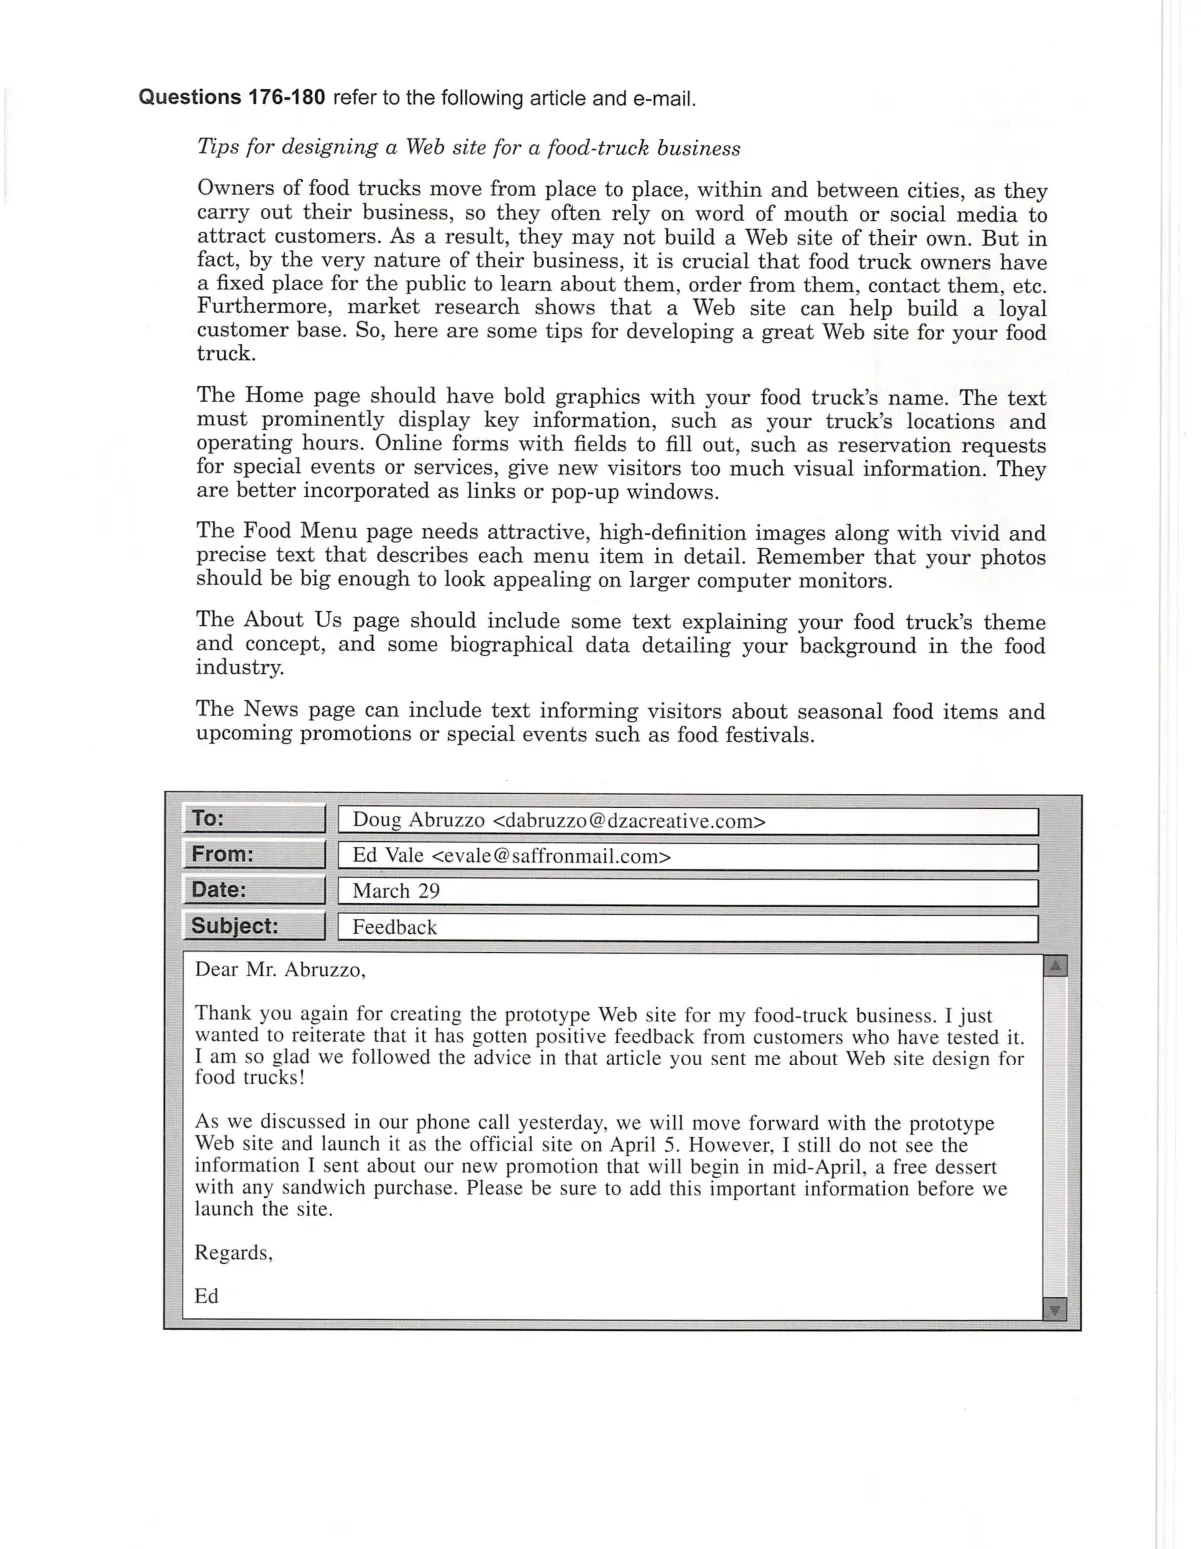 Questions 176-180 refer to the following article and e-mail.
Tips for designing a Web site for a food-truck business
Owners of food trucks move from place to place, within and between cities, as they
carry out their business, so they often rely on word of mouth or social media to
attract customers. As a result, they may not build a Web site of their own. But in
fact, by the very nature of their business, it is crucial that food truck owners have
a fixed place for the public to learn about them, order from them, contact them, etc.
Furthermore, market research shows that a Web site can help build a loyal
customer base. So, here are some tips for developing a great Web site for your food
truck.
The Home page should have bold graphics with your food truck's name. The text
must prominently display key information, such as your truck's locations and
operating hours. Online forms with fields to fill out, such as reservation requests
for special events or services, give new visitors too much visual information. They
are better incorporated as links or pop-up windows.
The Food Menu page needs attractive, high-definition images along with vivid and
precise text that describes each menu item in detail. Remember that your photos
should be big enough to look appealing on larger computer monitors.
The About Us page should include some text explaining your food truck's theme
and concept, and some biographical data detailing your background in the food
industry.
The News page can include text informing visitors about seasonal food items and
upcoming promotions or special events such as food festivals.
To: Doug Abruzzo <dabruzzo@dzacreative.com>
From: Ed Vale <evale@saffronmail.com>
Date: March 29
Subject: Feedback
Dear Mr. Abruzzo,
Thank you again for creating the prototype Web site for my food-truck business. I just
wanted to reiterate that it has gotten positive feedback from customers who have tested it.
I am so glad we followed the advice in that article you sent me about Web site design for
food trucks!
As we discussed in our phone call yesterday, we will move forward with the prototype
Web site and launch it as the official site on April 5. However, I still do not see the
information I sent about our new promotion that will begin in mid-April, a free dessert
with any sandwich purchase. Please be sure to add this important information before we
launch the site.
Regards,
Ed